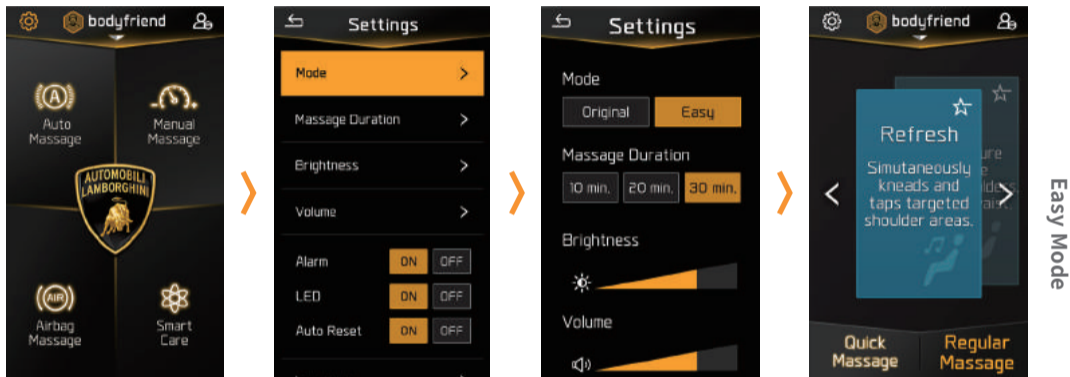 bodyfriend
Auto
Massage
Manual
Massage
AUTOMOBILI
LAMBORGHINI
AIR
Airbag
Massage
Smart
Care
Settings
Mode
Massage Duration
Brightness
Volume
Alarm ON OFF
LED ON OFF
Auto Reset ON OFF
Settings
Mode
Original Easy
Massage Duration
10 min. 20 min. 30 min.
Brightness
Volume
bodyfriend
Refresh
Simutaneously
kneads and
taps targeted
shoulder areas.
Quick
Massage
Regular
Massage
Easy Mode